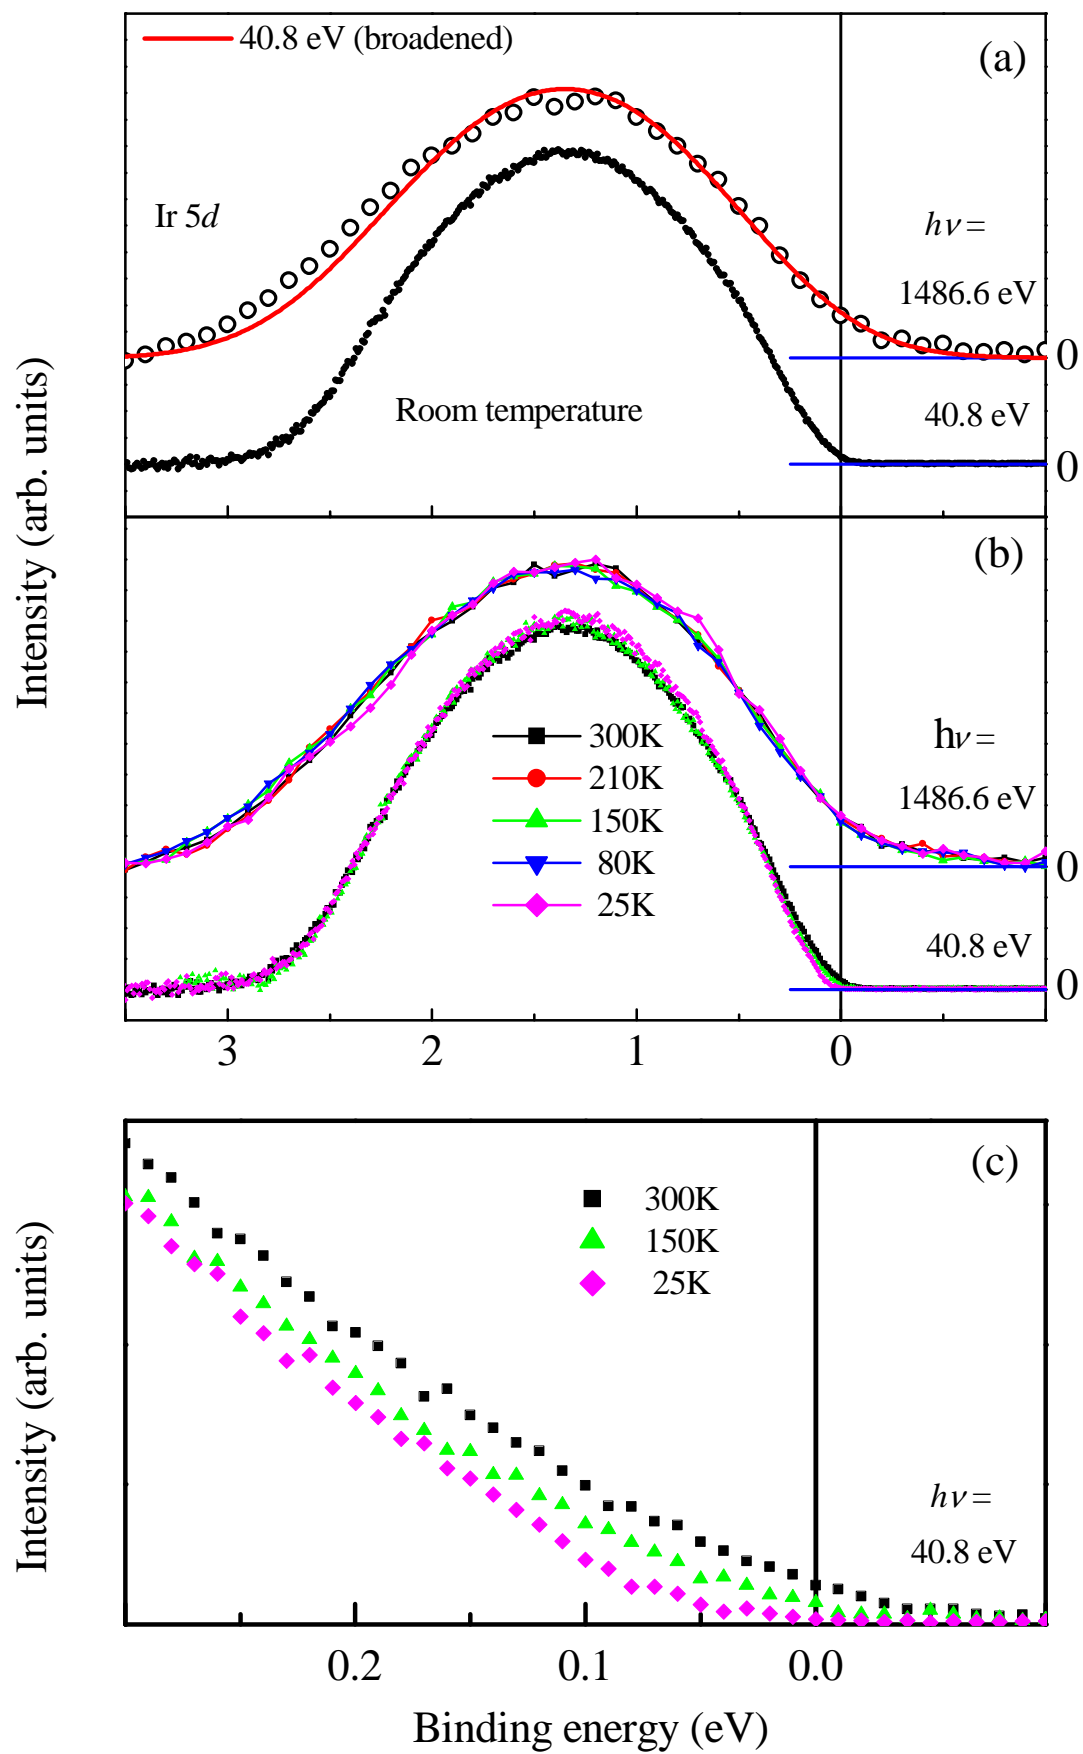 40.8 eV (broadened)
(a)
Ir 5d
hν =
1486.6 eV
0
Room temperature
40.8 eV
0
Intensity (arb. units)
(b)
300K
210K
150K
80K
25K
hν =
1486.6 eV
0
40.8 eV
0
3 2 1 0
(c)
300K
150K
25K
Intensity (arb. units)
hν =
40.8 eV
0.2 0.1 0.0
Binding energy (eV)